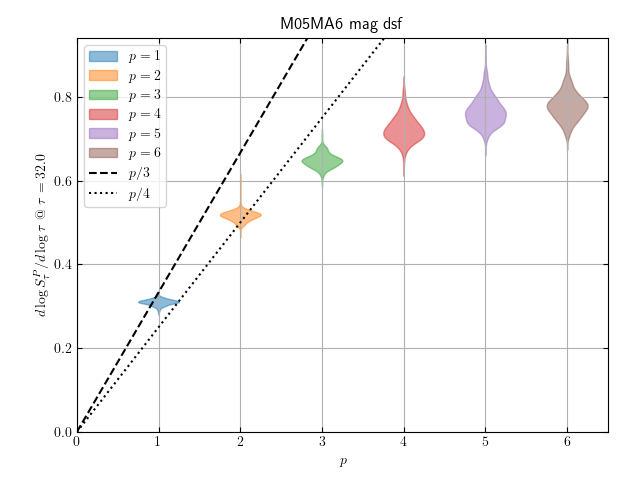 M05MA6 mag dsf
p = 1
p = 2
p = 3
p = 4
p = 5
p = 6
p/3
p/4
d log S_τ^P / d log τ @ τ = 32.0
0.8
0.6
0.4
0.2
0.0
0 1 2 3 4 5 6
p